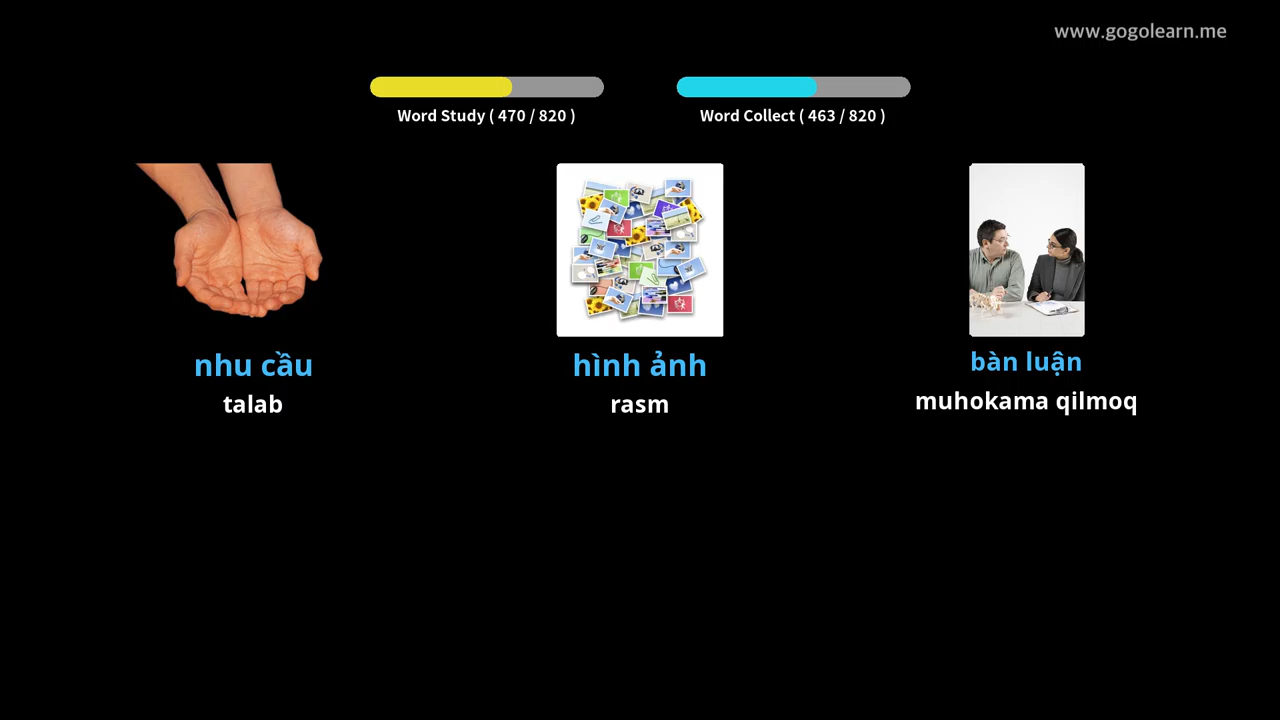 www.gogolearn.me
Word Study ( 470 / 820 )
Word Collect ( 463 / 820 )
nhu cầu
talab
hình ảnh
rasm
bàn luận
muhokama qilmoq